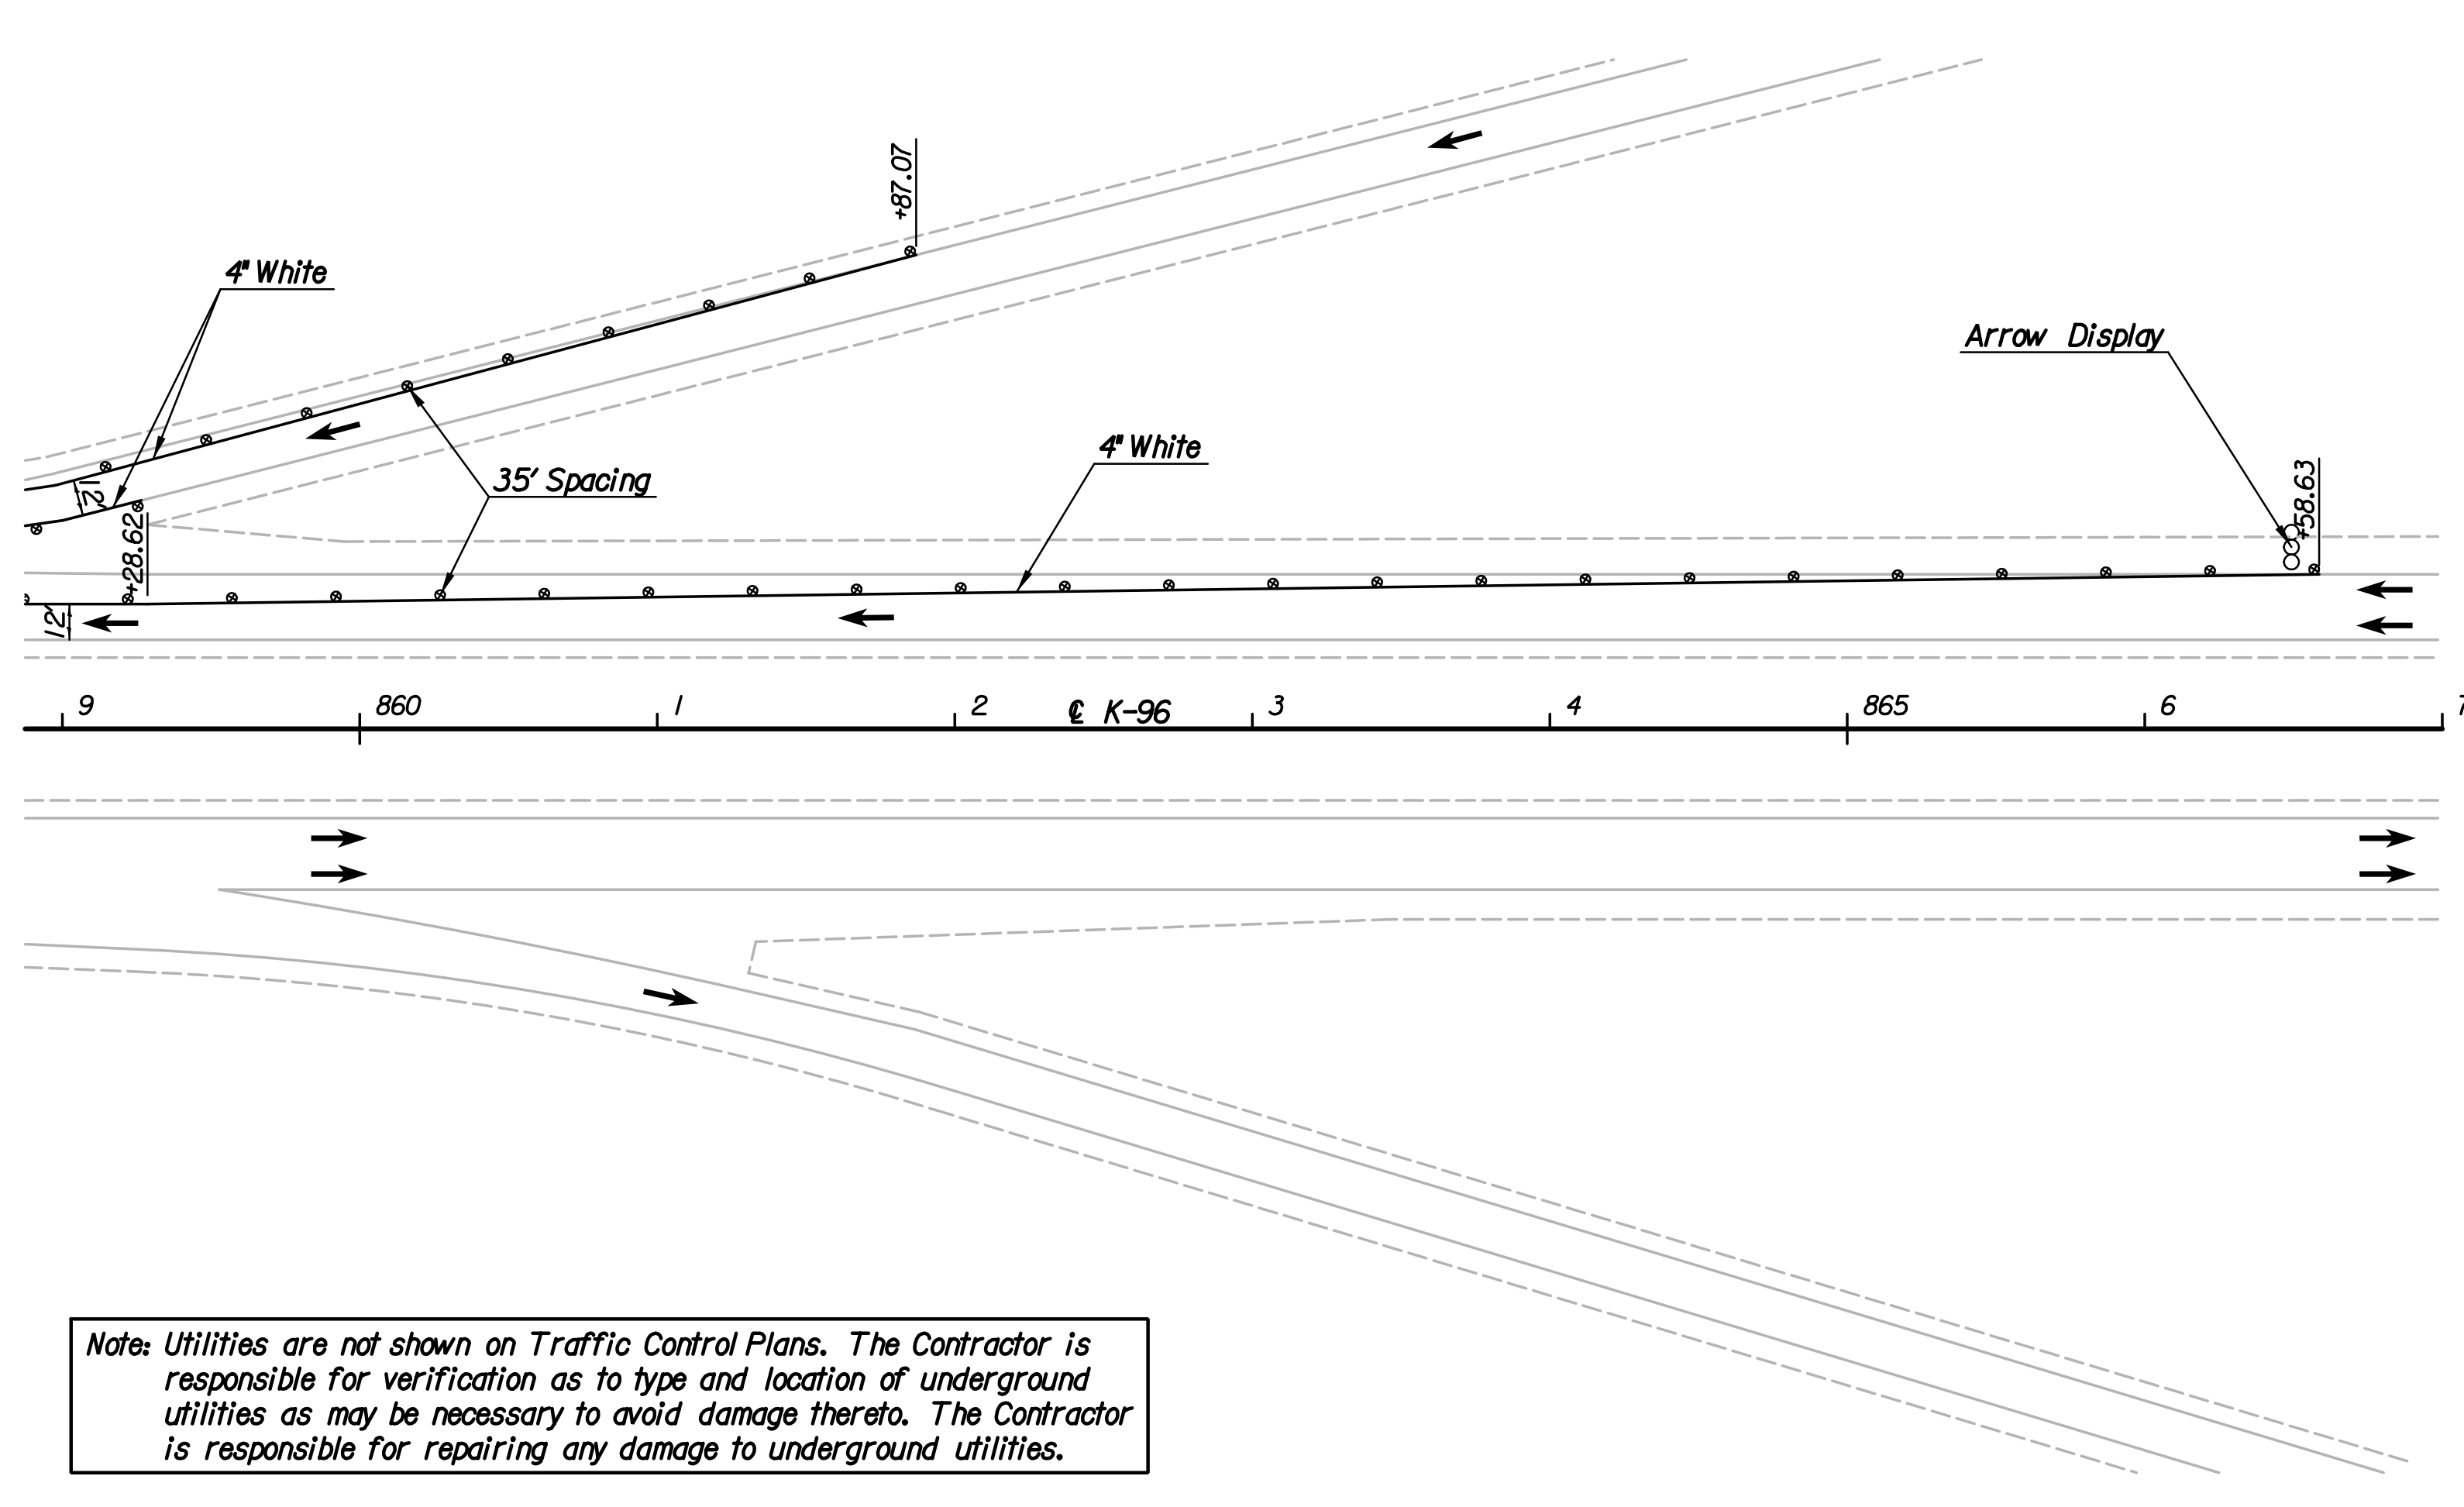 +87.07
4" White
Arrow Display
4" White
35' Spacing
+58.63
12'
+28.62
12'
9 860 1 2 ℄ K-96 3 4 865 6 7
Note: Utilities are not shown on Traffic Control Plans. The Contractor is
responsible for verification as to type and location of underground
utilities as may be necessary to avoid damage thereto. The Contractor
is responsible for repairing any damage to underground utilities.